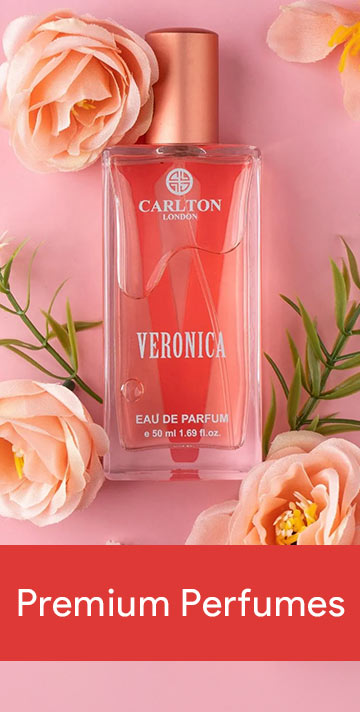 CARLTON
LONDON
VERONICA
EAU DE PARFUM
e 50 ml 1.69 fl.oz.
Premium Perfumes